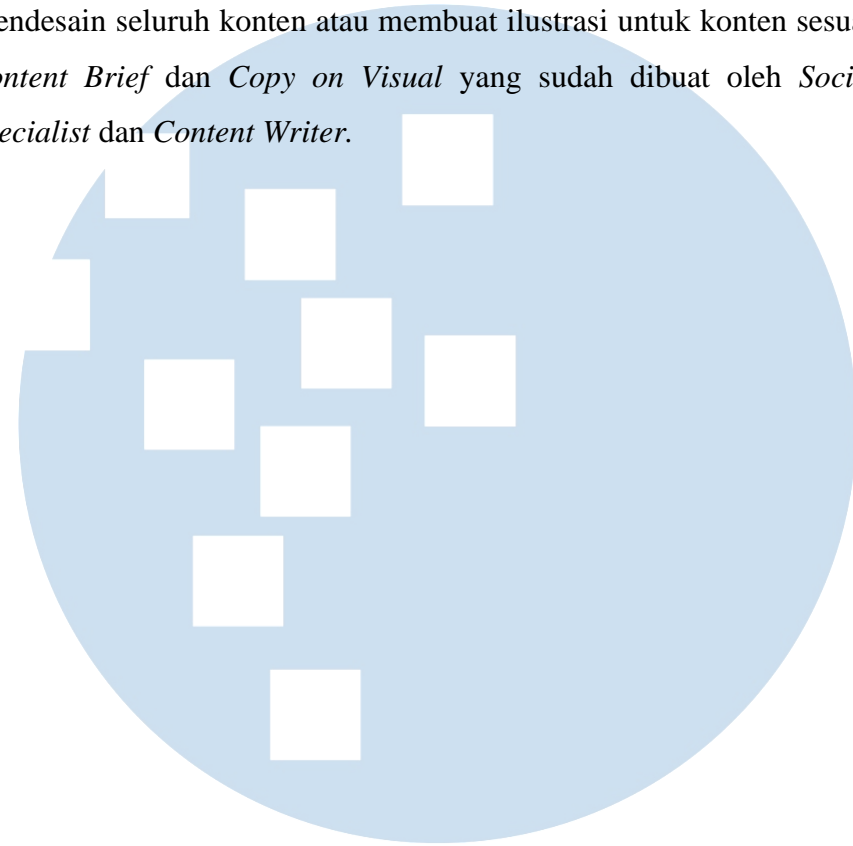 endesain seluruh konten atau membuat ilustrasi untuk konten sesua
ontent Brief dan Copy on Visual yang sudah dibuat oleh Soci
ecialist dan Content Writer.